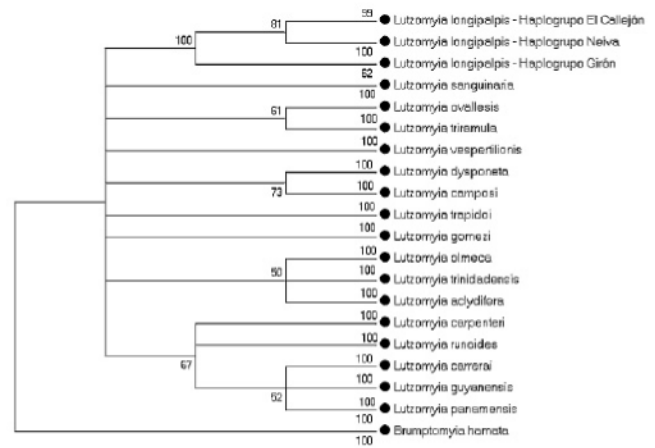 99
81
Lutzomyia longipalpis - Haplogrupo El Callejón
100
Lutzomyia longipalpis - Haplogrupo Neiva
100
Lutzomyia longipalpis - Haplogrupo Girón
62
Lutzomyia sanguinaria
100
Lutzomyia ovallesis
61
100
Lutzomyia triramula
100
Lutzomyia vespertilionis
100
Lutzomyia dysponeta
73
100
Lutzomyia camposi
100
Lutzomyia trapidoi
100
Lutzomyia gomezi
100
Lutzomyia olmeca
50
100
Lutzomyia trinidadensis
100
Lutzomyia aclydifera
100
Lutzomyia carpenteri
100
Lutzomyia runoides
67
100
Lutzomyia carrerai
100
Lutzomyia guyanensis
52
100
Lutzomyia panamensis
100
Brumptomyia hamata
100